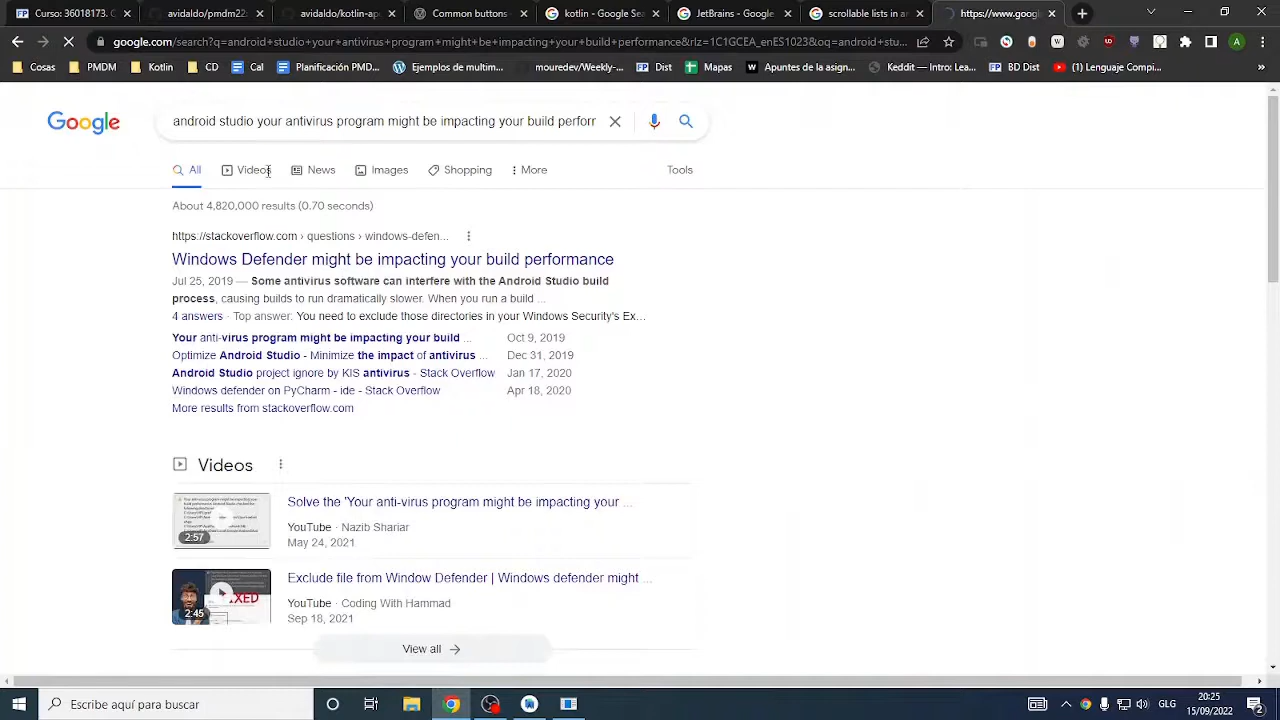 Curso: 36018173. C
avidaldo/pmdm22
avidaldo/kotlin-ap
Common buttons
kotlin - Google Sea
JetBrains - Google
scrollable lists in a
https://www.googl
google.com/search?q=android+studio+your+antivirus+program+might+be+impacting+your+build+performance&rlz=1C1GCEA_enES1023&oq=android+stu...
Cosas
PMDM
Kotlin
CD
Cal
Planificación PMD...
Ejemplos de multim...
mouredev/Weekly-...
Dist
Mapas
Apuntes de la asign...
Keddit — Intro: Lea...
BD Dist
(1) Lenguaje Compi...
»
Google
android studio your antivirus program might be impacting your build perforr
All
Videos
News
Images
Shopping
More
Tools
About 4,820,000 results (0.70 seconds)
https://stackoverflow.com › questions › windows-defen...
Windows Defender might be impacting your build performance
Jul 25, 2019 — Some antivirus software can interfere with the Android Studio build
process, causing builds to run dramatically slower. When you run a build ...
4 answers · Top answer: You need to exclude those directories in your Windows Security's Ex...
Your anti-virus program might be impacting your build ... Oct 9, 2019
Optimize Android Studio - Minimize the impact of antivirus ... Dec 31, 2019
Android Studio project ignore by KIS antivirus - Stack Overflow Jan 17, 2020
Windows defender on PyCharm - ide - Stack Overflow Apr 18, 2020
More results from stackoverflow.com
Videos
2:57
Solve the 'Your anti-virus program might be impacting your ...
YouTube · Nazib Shariar
May 24, 2021
XED
2:45
Exclude file from Window Defender | Windows defender might ...
YouTube · Coding With Hammad
Sep 18, 2021
View all
Escribe aquí para buscar
GLG
20:25
15/09/2022